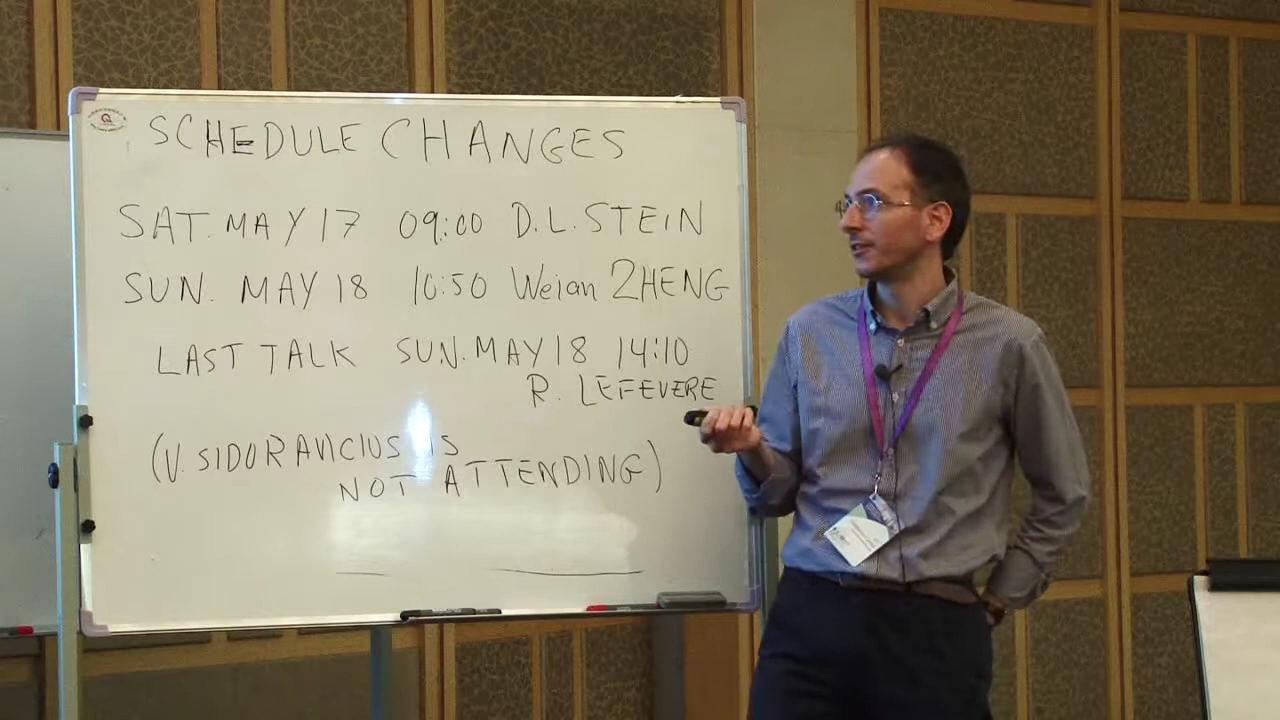 SCHEDULE CHANGES
SAT. MAY 17 09:00 D.L. STEIN
SUN. MAY 18 10:50 Weian ZHENG
LAST TALK SUN. MAY 18 14:10
R. LEFEVERE
(V. SIDORAVICIUS IS
NOT ATTENDING)